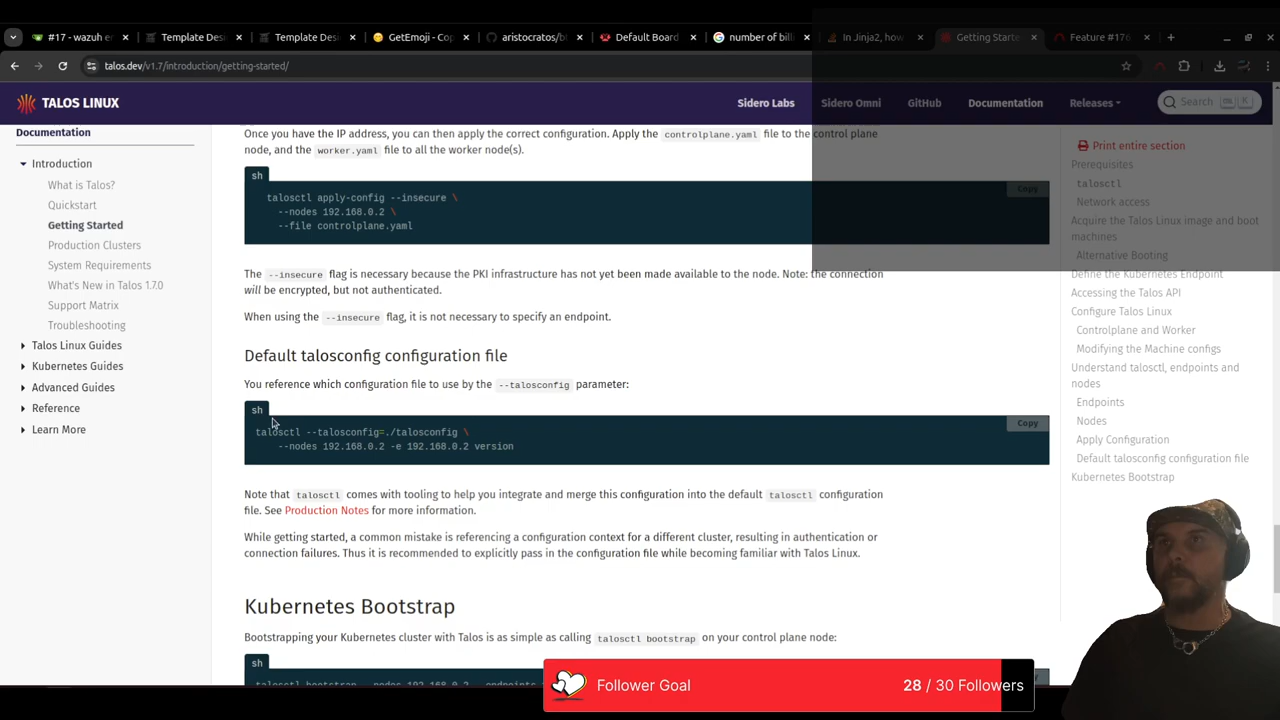 #17 - wazuh er
Template Des
Template Des
GetEmoji - Cop
aristocratos/bt
Default Board
number of billi
In Jinja2, how
Getting Starte
Feature #176
talos.dev/v1.7/introduction/getting-started/
TALOS LINUX
Sidero Labs
Sidero Omni
GitHub
Documentation
Releases
Search
Documentation
Introduction
What is Talos?
Quickstart
Getting Started
Production Clusters
System Requirements
What's New in Talos 1.7.0
Support Matrix
Troubleshooting
Talos Linux Guides
Kubernetes Guides
Advanced Guides
Reference
Learn More
Once you have the IP address, you can then apply the correct configuration. Apply the controlplane.yaml file to the control plane
node, and the worker.yaml file to all the worker node(s).
sh
Copy
talosctl apply-config --insecure \
--nodes 192.168.0.2 \
--file controlplane.yaml
The --insecure flag is necessary because the PKI infrastructure has not yet been made available to the node. Note: the connection
will be encrypted, but not authenticated.
When using the --insecure flag, it is not necessary to specify an endpoint.
Default talosconfig configuration file
You reference which configuration file to use by the --talosconfig parameter:
sh
Copy
talosctl --talosconfig=./talosconfig \
--nodes 192.168.0.2 -e 192.168.0.2 version
Note that talosctl comes with tooling to help you integrate and merge this configuration into the default talosctl configuration
file. See Production Notes for more information.
While getting started, a common mistake is referencing a configuration context for a different cluster, resulting in authentication or
connection failures. Thus it is recommended to explicitly pass in the configuration file while becoming familiar with Talos Linux.
Kubernetes Bootstrap
Bootstrapping your Kubernetes cluster with Talos is as simple as calling talosctl bootstrap on your control plane node:
sh
Print entire section
Prerequisites
talosctl
Network access
Acquire the Talos Linux image and boot
machines
Alternative Booting
Define the Kubernetes Endpoint
Accessing the Talos API
Configure Talos Linux
Controlplane and Worker
Modifying the Machine configs
Understand talosctl, endpoints and
nodes
Endpoints
Nodes
Apply Configuration
Default talosconfig configuration file
Kubernetes Bootstrap
Follower Goal
28 / 30 Followers